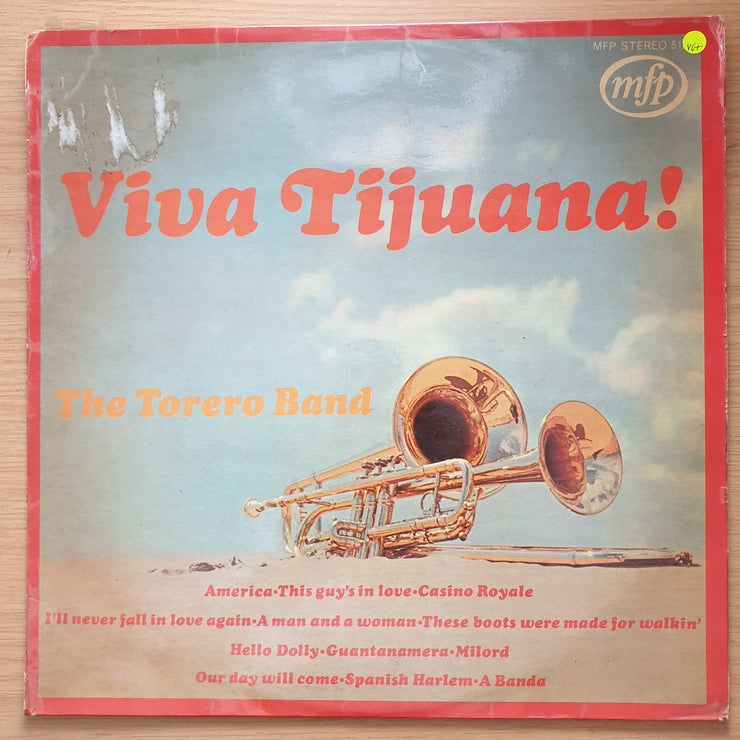 MFP STEREO
VG+
mfp
Viva Tijuana!
The Torero Band
America•This guy's in love•Casino Royale
I'll never fall in love again•A man and a woman•These boots were made for walkin'
Hello Dolly•Guantanamera•Milord
Our day will come•Spanish Harlem•A Banda